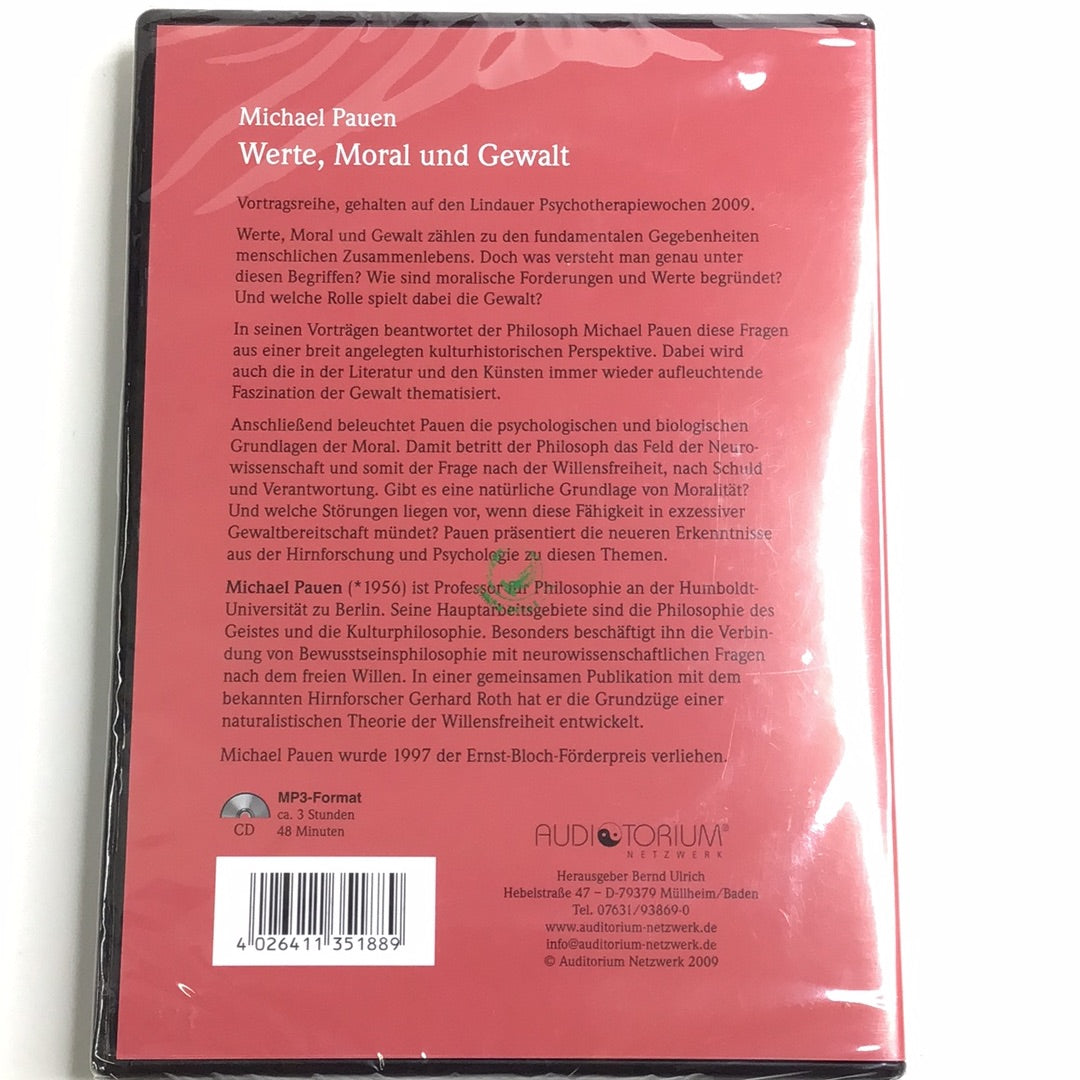 Michael Pauen
Werte, Moral und Gewalt
Vortragsreihe, gehalten auf den Lindauer Psychotherapiewochen 2009.
Werte, Moral und Gewalt zählen zu den fundamentalen Gegebenheiten
menschlichen Zusammenlebens. Doch was versteht man genau unter
diesen Begriffen? Wie sind moralische Forderungen und Werte begründet?
Und welche Rolle spielt dabei die Gewalt?
In seinen Vorträgen beantwortet der Philosoph Michael Pauen diese Fragen
aus einer breit angelegten kulturhistorischen Perspektive. Dabei wird
auch die in der Literatur und den Künsten immer wieder aufleuchtende
Faszination der Gewalt thematisiert.
Anschließend beleuchtet Pauen die psychologischen und biologischen
Grundlagen der Moral. Damit betritt der Philosoph das Feld der Neuro-
wissenschaft und somit der Frage nach der Willensfreiheit, nach Schuld
und Verantwortung. Gibt es eine natürliche Grundlage von Moralität?
Und welche Störungen liegen vor, wenn diese Fähigkeit in exzessiver
Gewaltbereitschaft mündet? Pauen präsentiert die neueren Erkenntnisse
aus der Hirnforschung und Psychologie zu diesen Themen.
Michael Pauen (*1956) ist Professor für Philosophie an der Humboldt-
Universität zu Berlin. Seine Hauptarbeitsgebiete sind die Philosophie des
Geistes und die Kulturphilosophie. Besonders beschäftigt ihn die Verbin-
dung von Bewusstseinsphilosophie mit neurowissenschaftlichen Fragen
nach dem freien Willen. In einer gemeinsamen Publikation mit dem
bekannten Hirnforscher Gerhard Roth hat er die Grundzüge einer
naturalistischen Theorie der Willensfreiheit entwickelt.
Michael Pauen wurde 1997 der Ernst-Bloch-Förderpreis verliehen.
MP3-Format
ca. 3 Stunden
48 Minuten
CD
AUDITORIUM®
NETZWERK
Herausgeber Bernd Ulrich
Hebelstraße 47 – D-79379 Müllheim/Baden
Tel. 07631/93869-0
www.auditorium-netzwerk.de
info@auditorium-netzwerk.de
© Auditorium Netzwerk 2009
4 026411 351889